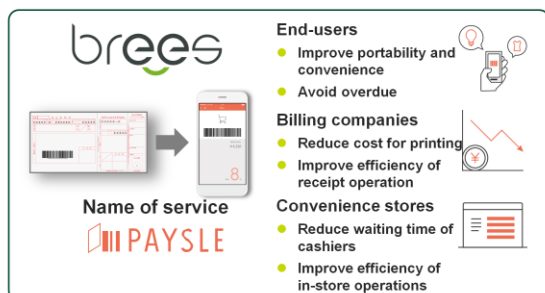 brees
Name of service
PAYSLE
End-users
Improve portability and
convenience
Avoid overdue
Billing companies
Reduce cost for printing
Improve efficiency of
receipt operation
Convenience stores
Reduce waiting time of
cashiers
Improve efficiency of
in-store operations
8
¥